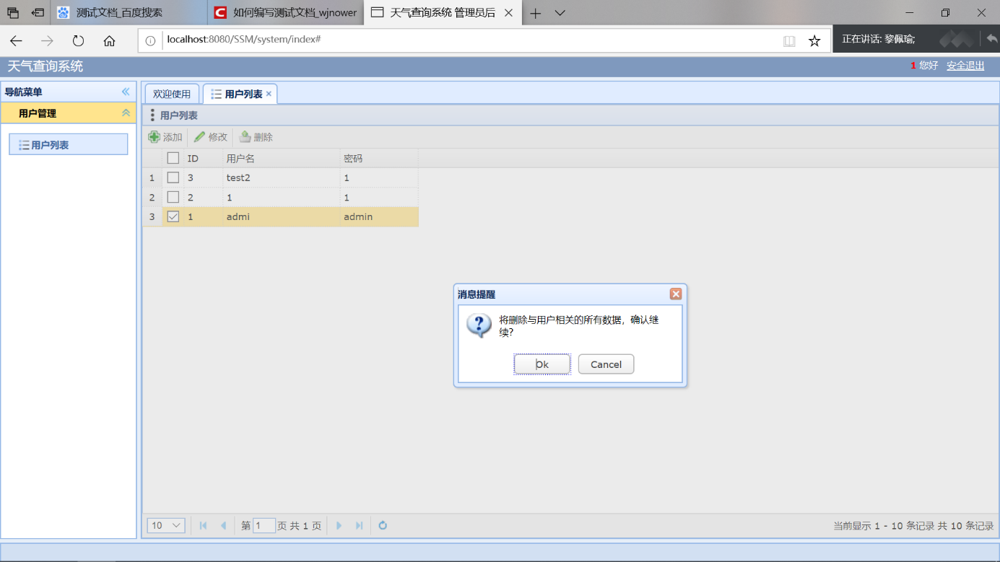 测试文档_百度搜索
如何编写测试文档_wjnower
天气查询系统 管理员后
localhost:8080/SSM/system/index#
正在讲话: 黎佩瑜;
天气查询系统
1 您好 安全退出
导航菜单
用户管理
用户列表
欢迎使用
用户列表
用户列表
添加 修改 删除
ID 用户名 密码
1 3 test2 1
2 2 1 1
3 1 admi admin
消息提醒
将删除与用户相关的所有数据，确认继
续?
Ok Cancel
10 第 1 页 共 1 页
当前显示 1 - 10 条记录 共 10 条记录